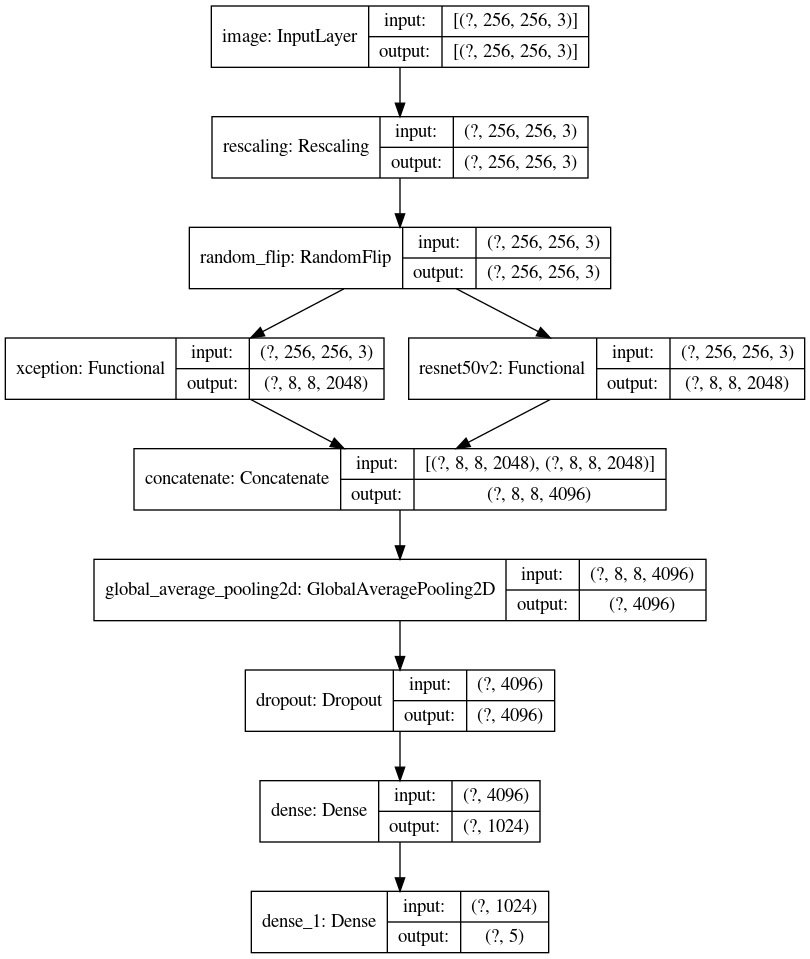 image: InputLayer
input:
[(?, 256, 256, 3)]
output:
[(?, 256, 256, 3)]
rescaling: Rescaling
input:
(?, 256, 256, 3)
output:
(?, 256, 256, 3)
random_flip: RandomFlip
input:
(?, 256, 256, 3)
output:
(?, 256, 256, 3)
xception: Functional
input:
(?, 256, 256, 3)
output:
(?, 8, 8, 2048)
resnet50v2: Functional
input:
(?, 256, 256, 3)
output:
(?, 8, 8, 2048)
concatenate: Concatenate
input:
[(?, 8, 8, 2048), (?, 8, 8, 2048)]
output:
(?, 8, 8, 4096)
global_average_pooling2d: GlobalAveragePooling2D
input:
(?, 8, 8, 4096)
output:
(?, 4096)
dropout: Dropout
input:
(?, 4096)
output:
(?, 4096)
dense: Dense
input:
(?, 4096)
output:
(?, 1024)
dense_1: Dense
input:
(?, 1024)
output:
(?, 5)